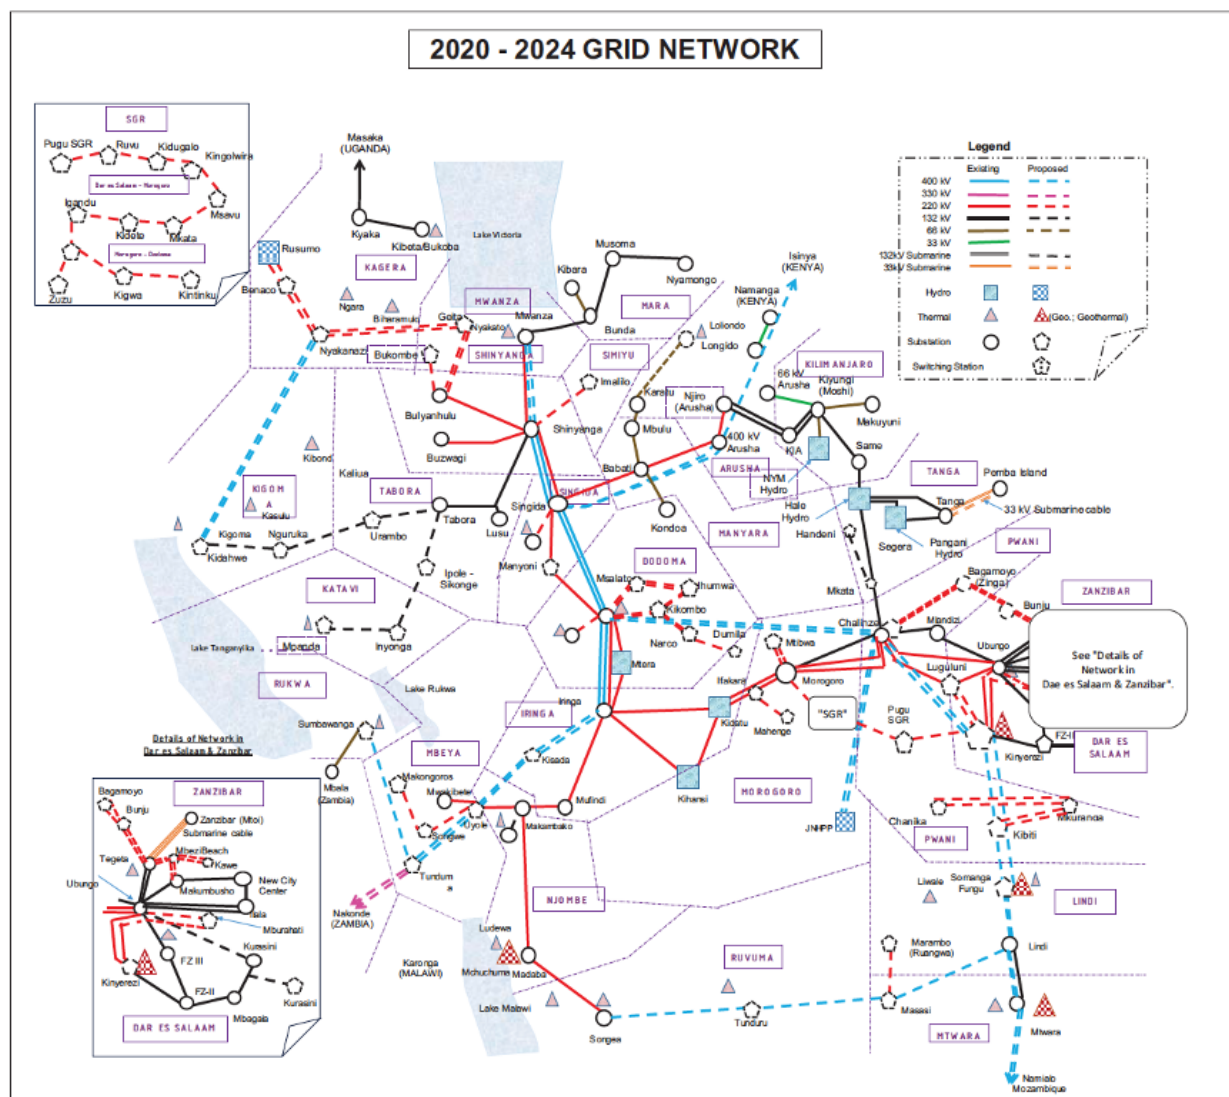 2020 - 2024 GRID NETWORK
SGR
Pugu SGR
Ruvu
Kidugalo
Kingolwira
Dar es Salaam - Morogoro
Msavu
Igandu
Kidete
Mkata
Morogoro - Dodoma
Zuzu
Kigwa
Kintinku
Masaka
(UGANDA)
Kyaka
Kibeta/Bukoba
KAGERA
Lake Victoria
Rusumo
Benaco
Ngara
Biharamulo
Nyakanazi
Geita
Nyakato
MWANZA
Mwanza
Bukombe
SHINYANGA
Bulyanhulu
Buzwagi
Shinyanga
Musoma
Nyamongo
Kibara
Bunda
MARA
SIMIYU
Imalilo
Isinya
(KENYA)
Namanga
(KENYA)
Loliondo
Longido
Legend
Existing
Proposed
400 kV
330 kV
220 kV
132 kV
66 kV
33 kV
132kV Submarine
33kV Submarine
Hydro
Thermal
(Geo.; Geothermal)
Substation
Switching Station
KILIMANJARO
66 kV
Arusha
Kiyungi
(Moshi)
Makuyuni
Njiro
(Arusha)
KIA
Same
Karatu
Mbulu
Babati
400 kV
Arusha
ARUSHA
NYM
Hydro
Kondoa
MANYARA
TANGA
Pemba Island
Tanga
33 kV Submarine cable
Hale
Hydro
Segera
Pangani
Hydro
Handeni
PWANI
Mkata
Kibond
Kaliua
KIGOM
A
Kasulu
TABORA
Kigoma
Nguruka
Kidahwe
Urambo
Tabora
Lusu
SINGIDA
Singida
Manyoni
Ipole -
Sikonge
KATAVI
Mpanda
Inyonga
Lake Tanganyika
RUKWA
Lake Rukwa
DODOMA
Msalato
Ihumwa
Kikombo
Narco
Dumila
Mtera
Iringa
IRINGA
Mtibwa
Morogoro
Ifakara
Kidatu
Mahenge
"SGR"
Pugu
SGR
Chalinze
Mlandizi
Luguluni
Bagamoyo
(Zinga)
Bunju
Ubungo
ZANZIBAR
See "Details of
Network in
Dae es Salaam & Zanzibar".
Kinyerezi
DAR ES
SALAAM
Sumbawanga
Mbala
(Zambia)
MBEYA
Makongoros
Mwakibete
Songwe
Uyole
Tundum
a
Kisada
Mufindi
Makambako
Kihansi
MOROGORO
JNHPP
Chanika
Mkuranga
PWANI
Kibiti
Somanga
Fungu
Liwale
LINDI
Lindi
Nakonde
(ZAMBIA)
Karonga
(MALAWI)
NJOMBE
Ludewa
Mchuchuma
Madaba
Lake Malawi
Songea
RUVUMA
Tunduru
Marambo
(Ruangwa)
Masasi
MTWARA
Mtwara
Namialo
Mozambique
Details of Network in
Dar es Salaam & Zanzibar
ZANZIBAR
Bagamoyo
Bunju
Zanzibar (Mtoi)
Submarine cable
Tegeta
MbeziBeach
Kawe
Ubungo
Makumbusho
New City
Center
Ilala
Mburahati
Kurasini
FZ III
Kinyerezi
FZ-II
Kurasini
Mbagala
DAR ES SALAAM